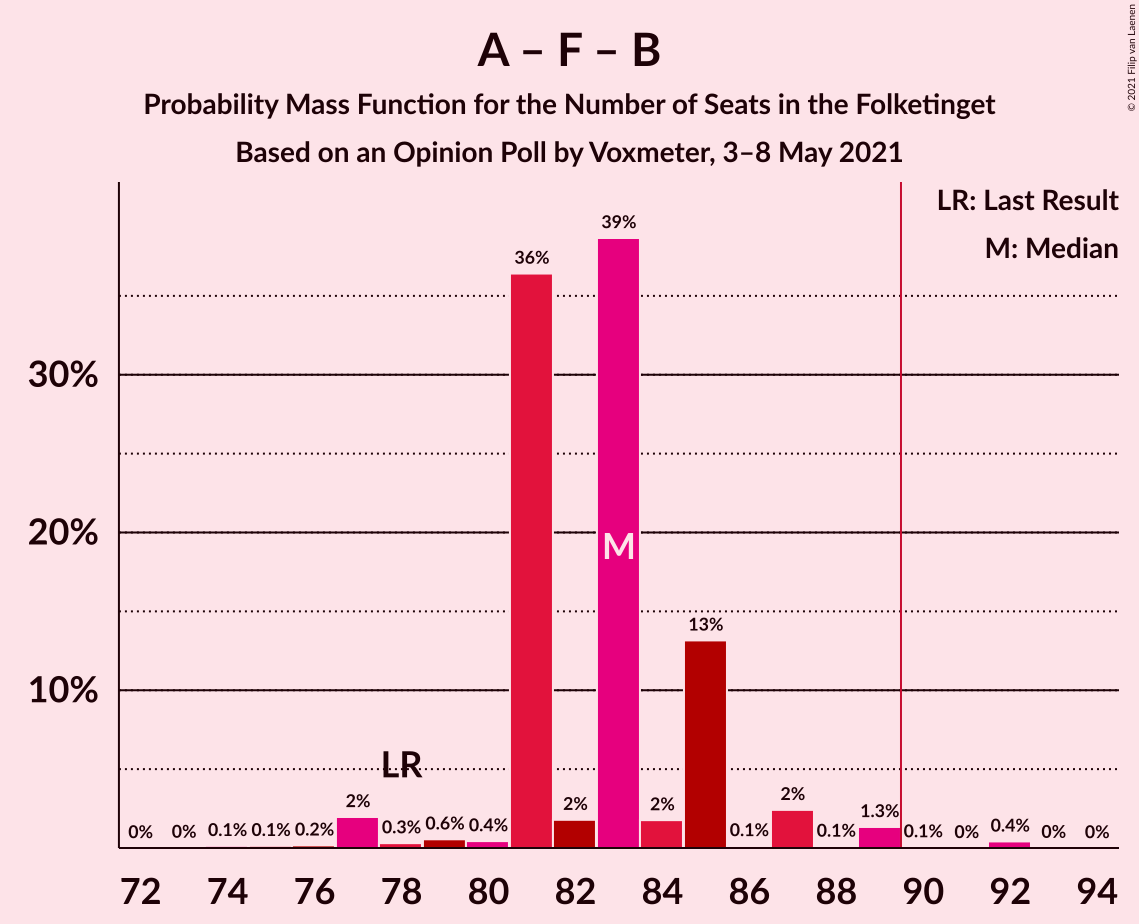 A – F – B
Probability Mass Function for the Number of Seats in the Folketinget
Based on an Opinion Poll by Voxmeter, 3–8 May 2021
© 2021 Filip van Laenen
LR: Last Result
M: Median
39%
36%
30%
M
20%
13%
10%
LR
0% 0% 0.1% 0.1% 0.2% 2% 0.3% 0.6% 0.4% 2% 2% 0.1% 2% 0.1% 1.3% 0.1% 0% 0.4% 0% 0%
72 74 76 78 80 82 84 86 88 90 92 94